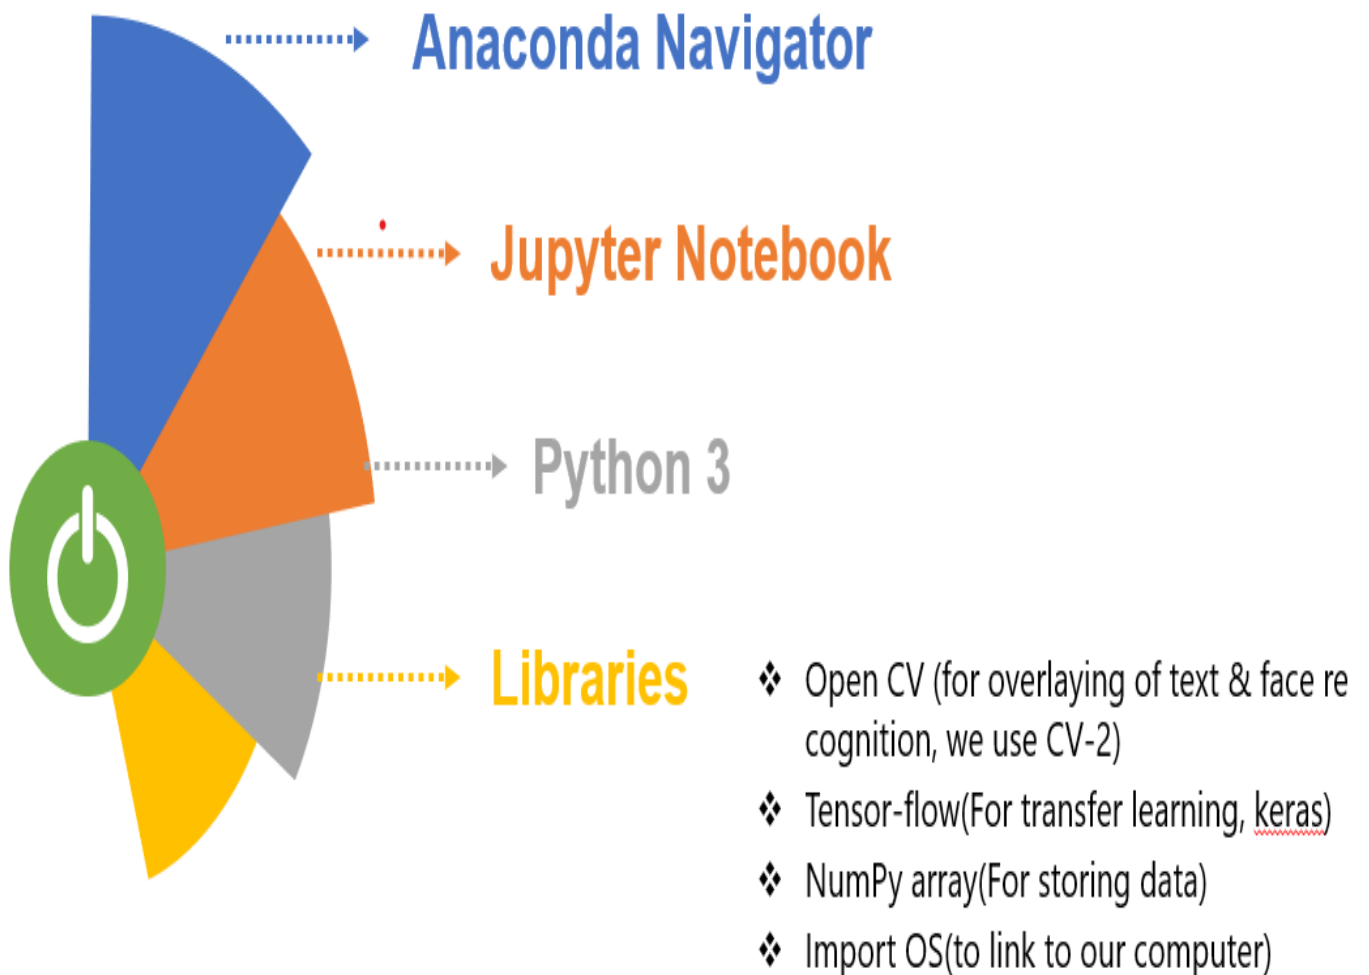 Anaconda Navigator
Jupyter Notebook
Python 3
Libraries
❖ Open CV (for overlaying of text & face re
cognition, we use CV-2)
❖ Tensor-flow(For transfer learning, keras)
❖ NumPy array(For storing data)
❖ Import OS(to link to our computer)